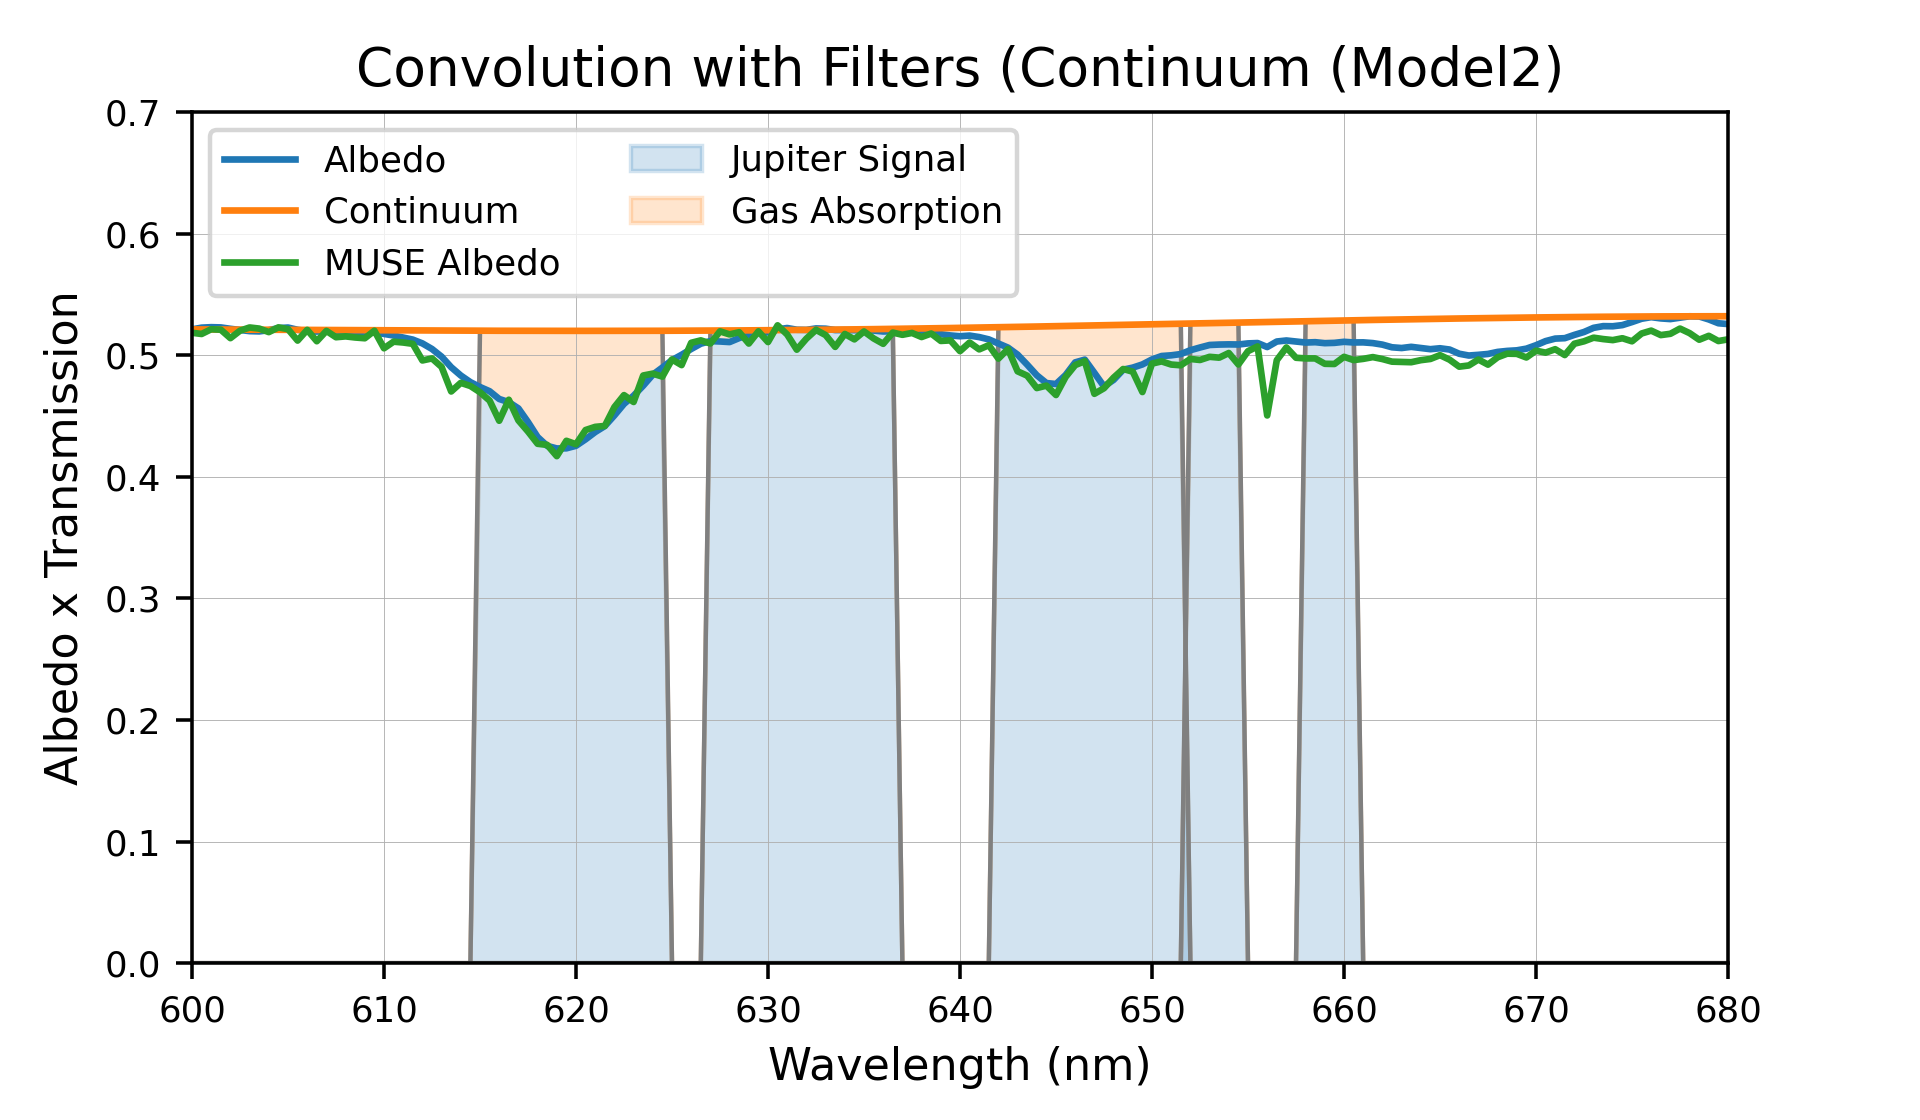 Convolution with Filters (Continuum (Model2)
Albedo
Continuum
MUSE Albedo
Jupiter Signal
Gas Absorption
Albedo x Transmission
0.7
0.6
0.5
0.4
0.3
0.2
0.1
0.0
600 610 620 630 640 650 660 670 680
Wavelength (nm)